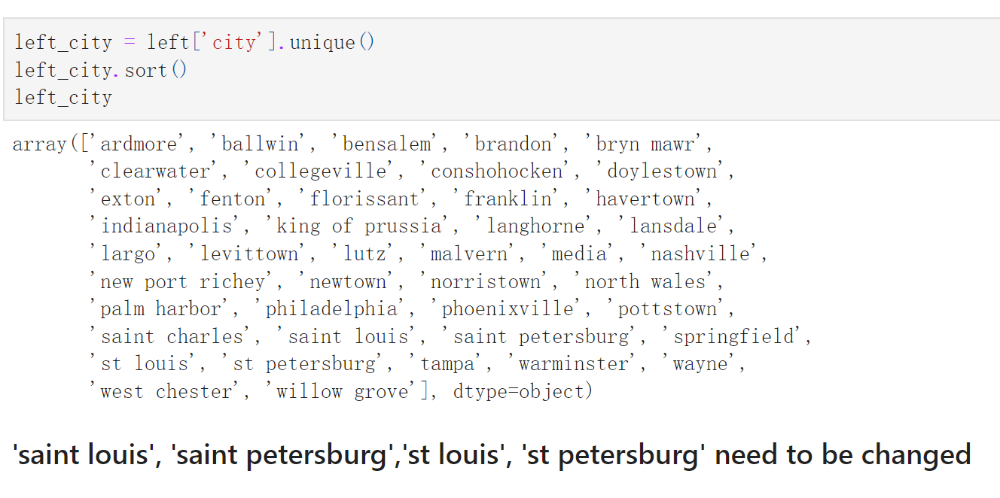 left_city = left['city'].unique()
left_city.sort()
left_city
array(['ardmore', 'ballwin', 'bensalem', 'brandon', 'bryn mawr',
'clearwater', 'collegeville', 'conshohocken', 'doylestown',
'exton', 'fenton', 'florissant', 'franklin', 'havertown',
'indianapolis', 'king of prussia', 'langhorne', 'lansdale',
'largo', 'levittown', 'lutz', 'malvern', 'media', 'nashville',
'new port richey', 'newtown', 'norristown', 'north wales',
'palm harbor', 'philadelphia', 'phoenixville', 'pottstown',
'saint charles', 'saint louis', 'saint petersburg', 'springfield',
'st louis', 'st petersburg', 'tampa', 'warminster', 'wayne',
'west chester', 'willow grove'], dtype=object)
'saint louis', 'saint petersburg','st louis', 'st petersburg' need to be changed